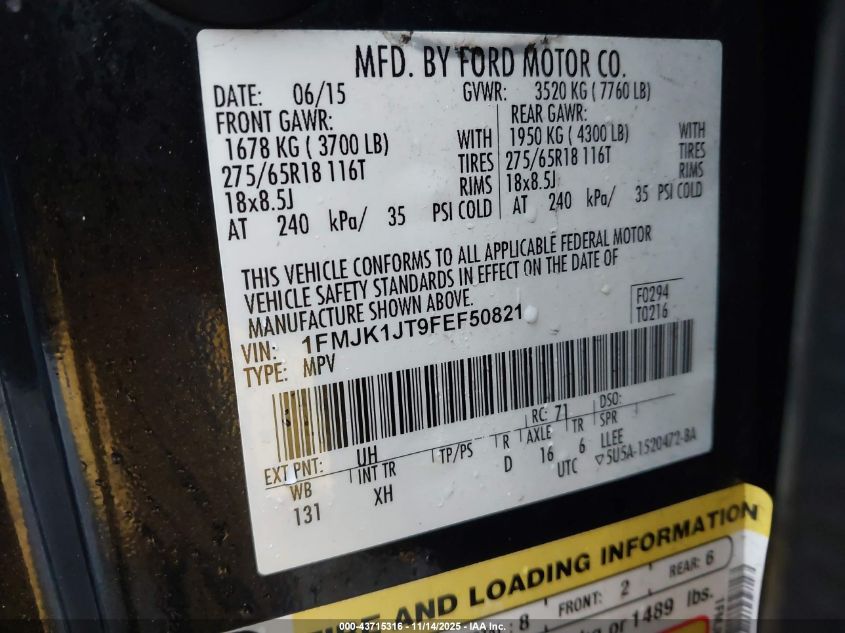 MFD. BY FORD MOTOR CO.
DATE: 06/15 GVWR: 3520 KG ( 7760 LB)
FRONT GAWR: REAR GAWR:
1678 KG ( 3700 LB) WITH 1950 KG ( 4300 LB) WITH
275/65R18 116T TIRES 275/65R18 116T TIRES
18x8.5J RIMS 18x8.5J RIMS
AT 240 kPa/ 35 PSI COLD AT 240 kPa/ 35 PSI COLD
THIS VEHICLE CONFORMS TO ALL APPLICABLE FEDERAL MOTOR
VEHICLE SAFETY STANDARDS IN EFFECT ON THE DATE OF
MANUFACTURE SHOWN ABOVE.
F0294
T0216
VIN: 1FMJK1JT9FEF50821
TYPE: MPV
EXT PNT: UH RC: 71 DSO:
WB INT TR TP/PS R AXLE TR SPR
131 XH D 16 6 LLEE
UTC ▽5U5A-1520472-BA
AND LOADING INFORMATION
8 FRONT: 2 REAR: 6
or 1489 lbs.
000-43715316 - 11/14/2025 - IAA, Inc.